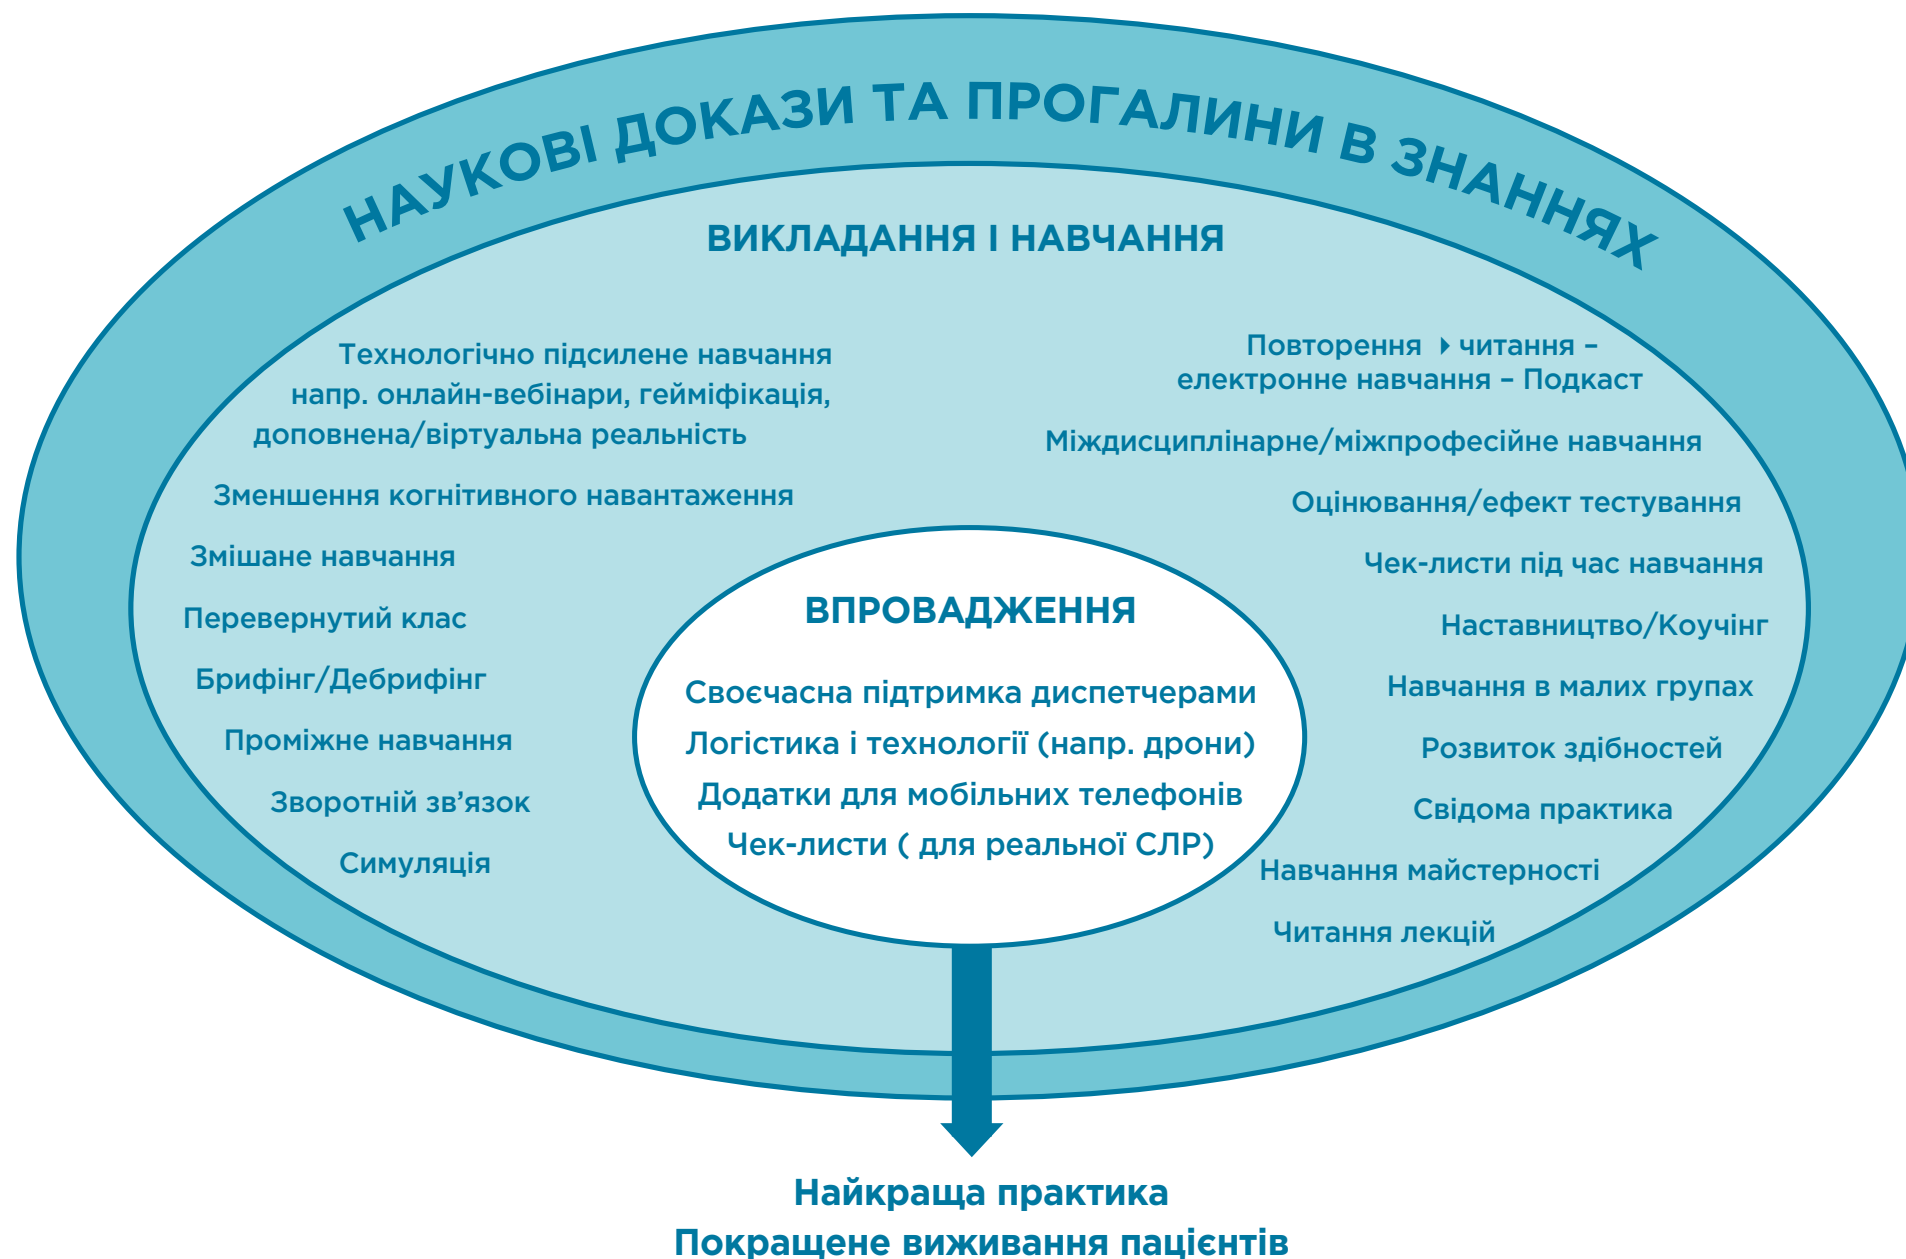 НАУКОВІ ДОКАЗИ ТА ПРОГАЛИНИ В ЗНАННЯХ
ВИКЛАДАННЯ І НАВЧАННЯ
Технологічно підсилене навчання
напр. онлайн-вебінари, гейміфікація,
доповнена/віртуальна реальність
Зменшення когнітивного навантаження
Змішане навчання
Перевернутий клас
Брифінг/Дебрифінг
Проміжне навчання
Зворотній зв’язок
Симуляція
Повторення ▸ читання –
електронне навчання – Подкаст
Міждисциплінарне/міжпрофесійне навчання
Оцінювання/ефект тестування
Чек-листи під час навчання
Наставництво/Коучінг
Навчання в малих групах
Розвиток здібностей
Свідома практика
Навчання майстерності
Читання лекцій
ВПРОВАДЖЕННЯ
Своєчасна підтримка диспетчерами
Логістика і технології (напр. дрони)
Додатки для мобільних телефонів
Чек-листи ( для реальної СЛР)
Найкраща практика
Покращене виживання пацієнтів